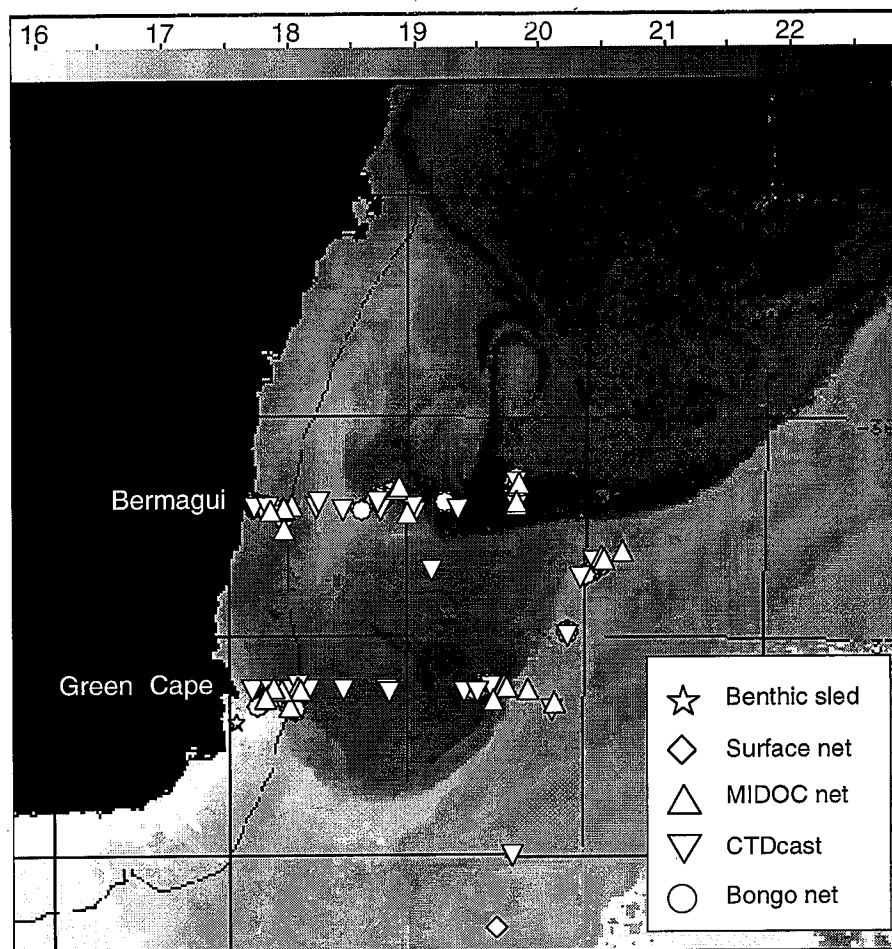 16 17 18 19 20 21 22
Bermagui
Green Cape
Benthic sled
Surface net
MIDOC net
CTDcast
Bongo net